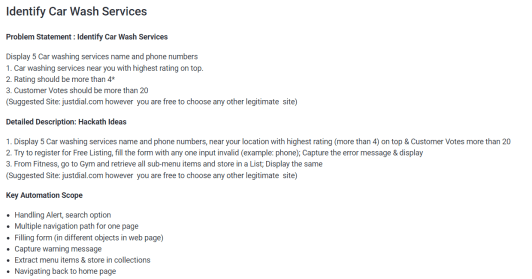 Identify Car Wash Services
Problem Statement : Identify Car Wash Services
Display 5 Car washing services name and phone numbers
1. Car washing services near you with highest rating on top.
2. Rating should be more than 4*
3. Customer Votes should be more than 20
(Suggested Site: justdial.com however you are free to choose any other legitimate site)
Detailed Description: Hackath Ideas
1. Display 5 Car washing services name and phone numbers, near your location with highest rating (more than 4) on top & Customer Votes more than 20
2. Try to register for Free Listing, fill the form with any one input invalid (example: phone); Capture the error message & display
3. From Fitness, go to Gym and retrieve all sub-menu items and store in a List; Display the same
(Suggested Site: justdial.com however you are free to choose any other legitimate site)
Key Automation Scope
• Handling Alert, search option
• Multiple navigation path for one page
• Filling form (in different objects in web page)
• Capture warning message
• Extract menu items & store in collections
• Navigating back to home page